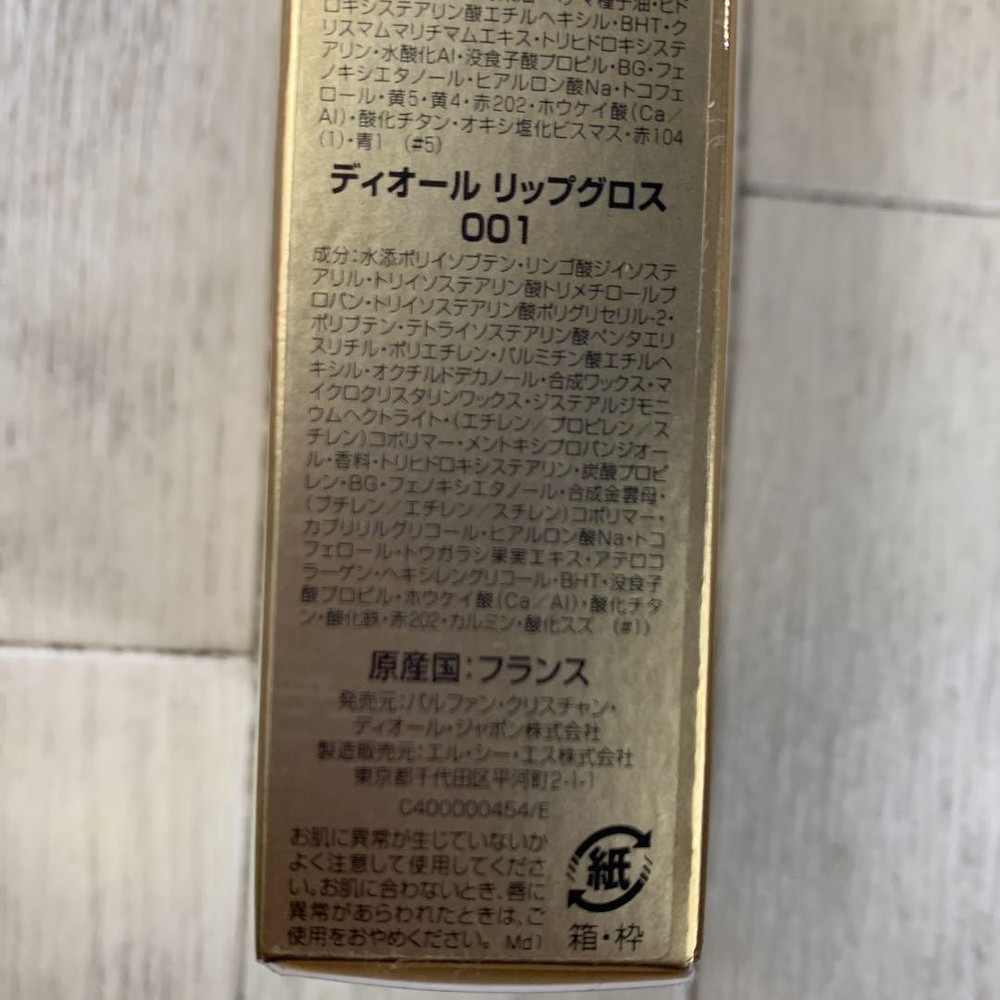 ロキシステアリン酸エチルヘキシル・BHT・ク
リスマムマリチマムエキス・トリヒドロキシステ
アリン・水酸化Al・没食子酸プロピル・BG・フェ
ノキシエタノール・ヒアルロン酸Na・トコフェ
ロール・黄5・黄4・赤202・ホウケイ酸(Ca/
Al)・酸化チタン・オキシ塩化ビスマス・赤104
(1)・青1 (#5)
ディオール リップグロス
001
成分:水添ポリイソブテン・リンゴ酸ジイソステ
アリル・トリイソステアリン酸トリメチロールプ
ロパン・トリイソステアリン酸ポリグリセリル-2・
ポリブテン・テトライソステアリン酸ペンタエリ
スリチル・ポリエチレン・パルミチン酸エチルヘ
キシル・オクチルドデカノール・合成ワックス・マ
イクロクリスタリンワックス・ジステアルジモニ
ウムヘクトライト・(エチレン/プロピレン/ス
チレン)コポリマー・メントキシプロパンジオー
ル・香料・トリヒドロキシステアリン・炭酸プロピ
レン・BG・フェノキシエタノール・合成金雲母・
(ブチレン/エチレン/スチレン)コポリマー・
カプリリルグリコール・ヒアルロン酸Na・トコ
フェロール・トウガラシ果実エキス・アテロコ
ラーゲン・ヘキシレングリコール・BHT・没食子
酸プロピル・ホウケイ酸(Ca/Al)・酸化チタ
ン・酸化鉄・赤202・カルミン・酸化スズ (#1)
原産国:フランス
発売元:パルファン・クリスチャン・
ディオール・ジャポン株式会社
製造販売元:エル・シー・エス株式会社
東京都千代田区平河町2-1-1
C400000454/E
お肌に異常が生じていないか
よく注意して使用してくださ
い。お肌に合わないとき、唇に
異常があらわれたときは、ご
使用をおやめください。 Md1
紙
箱・枠